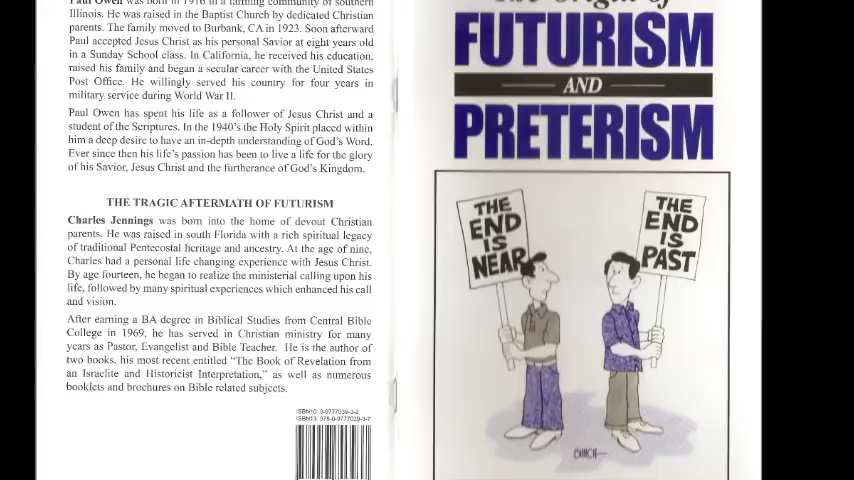 Paul Owen was born in 1916 in a farming community of southern
Illinois. He was raised in the Baptist Church by dedicated Christian
parents. The family moved to Burbank, CA in 1923. Soon afterward
Paul accepted Jesus Christ as his personal Savior at eight years old
in a Sunday School class. In California, he received his education,
raised his family and began a secular career with the United States
Post Office. He willingly served his country for four years in
military service during World War II.
Paul Owen has spent his life as a follower of Jesus Christ and a
student of the Scriptures. In the 1940's the Holy Spirit placed within
him a deep desire to have an in-depth understanding of God's Word.
Ever since then his life's passion has been to live a life for the glory
of his Savior, Jesus Christ and the furtherance of God's Kingdom.
THE TRAGIC AFTERMATH OF FUTURISM
Charles Jennings was born into the home of devout Christian
parents. He was raised in south Florida with a rich spiritual legacy
of traditional Pentecostal heritage and ancestry. At the age of nine,
Charles had a personal life changing experience with Jesus Christ.
By age fourteen, he began to realize the ministerial calling upon his
life, followed by many spiritual experiences which enhanced his call
and vision.
After earning a BA degree in Biblical Studies from Central Bible
College in 1969, he has served in Christian ministry for many
years as Pastor, Evangelist and Bible Teacher. He is the author of
two books, his most recent entitled "The Book of Revelation from
an Israelite and Historicist Interpretation," as well as numerous
booklets and brochures on Bible related subjects.
ISBN10: 0-9777039-3-2
ISBN13: 978-0-9777039-3-7
The Origin of
FUTURISM
AND
PRETERISM
THE
END
IS
NEAR
THE
END
IS
PAST